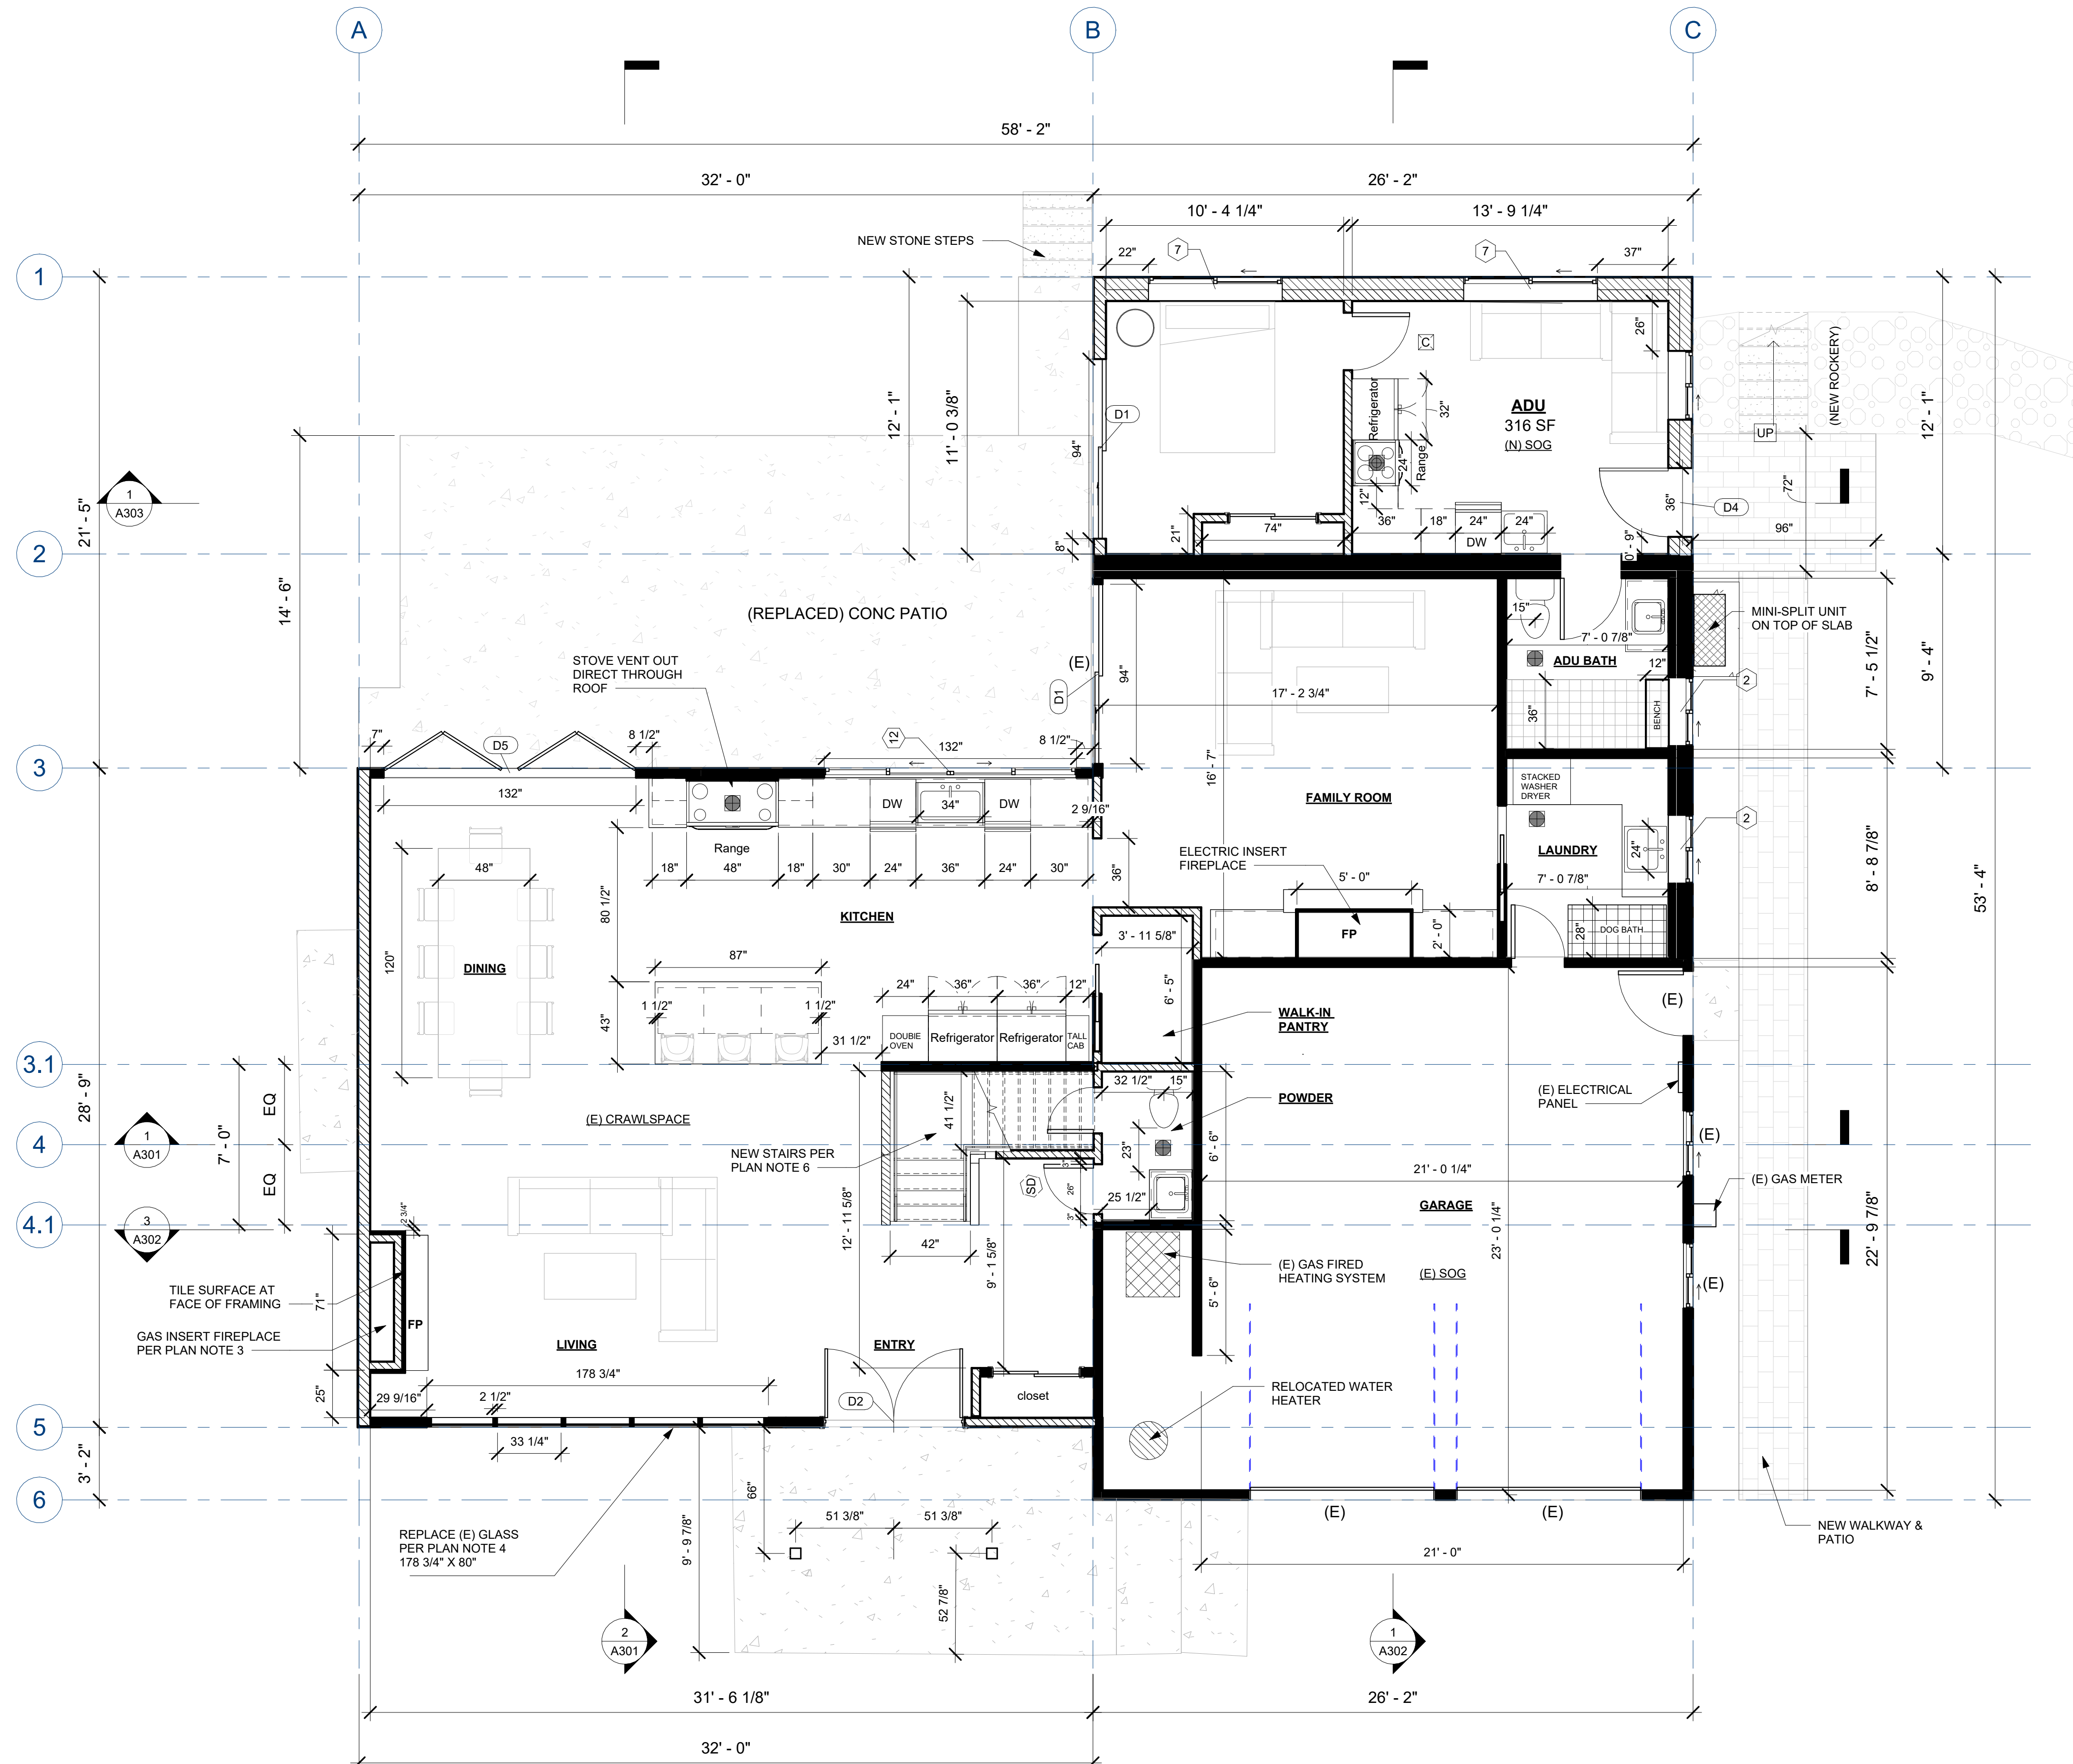 A
B
C
58' - 2"
32' - 0"
26' - 2"
10' - 4 1/4"
13' - 9 1/4"
NEW STONE STEPS
22"
7
7
37"
1
26"
C
(NEW ROCKERY)
12' - 1"
11' - 0 3/8"
12' - 1"
D1
Refrigerator
32"
ADU
316 SF
(N) SOG
UP
94"
24"
Range
12"
72"
36"
D4
1
A303
21' - 5"
14' - 6"
21"
74"
36"
18"
24"
24"
DW
96"
8"
0' - 9"
2
(REPLACED) CONC PATIO
15"
MINI-SPLIT UNIT
ON TOP OF SLAB
7' - 0 7/8"
ADU BATH
12"
STOVE VENT OUT
DIRECT THROUGH
ROOF
(E)
94"
D1
17' - 2 3/4"
36"
BENCH
2
7' - 5 1/2"
9' - 4"
7"
D5
8 1/2"
12
132"
8 1/2"
3
16' - 7"
STACKED
WASHER
DRYER
132"
DW
34"
DW
2 9/16"
FAMILY ROOM
2
Range
ELECTRIC INSERT
FIREPLACE
LAUNDRY
24"
48"
18"
48"
18"
30"
24"
36"
24"
30"
36"
5' - 0"
7' - 0 7/8"
8' - 8 7/8"
53' - 4"
80 1/2"
KITCHEN
FP
2' - 0"
28"
DOG BATH
3' - 11 5/8"
120"
DINING
87"
24"
36"
36"
12"
6' - 5"
(E)
1 1/2"
1 1/2"
43"
31 1/2"
DOUBIE
OVEN
Refrigerator
Refrigerator
TALL
CAB
WALK-IN
PANTRY
3.1
28' - 9"
7' - 0"
EQ
EQ
32 1/2"
15"
POWDER
(E) ELECTRICAL
PANEL
(E) CRAWLSPACE
41 1/2"
1
A301
4
NEW STAIRS PER
PLAN NOTE 6
23"
6' - 6"
(E)
21' - 0 1/4"
(E) GAS METER
3"
SD
26"
3"
25 1/2"
GARAGE
3
A302
4.1
2 3/4"
12' - 11 5/8"
42"
9' - 1 5/8"
23' - 0 1/4"
22' - 9 7/8"
(E) GAS FIRED
HEATING SYSTEM
(E) SOG
(E)
5' - 6"
TILE SURFACE AT
FACE OF FRAMING
71"
FP
GAS INSERT FIREPLACE
PER PLAN NOTE 3
LIVING
ENTRY
178 3/4"
25"
29 9/16"
2 1/2"
D2
closet
RELOCATED WATER
HEATER
5
33 1/4"
3' - 2"
66"
6
REPLACE (E) GLASS
PER PLAN NOTE 4
178 3/4" X 80"
9' - 9 7/8"
51 3/8"
51 3/8"
(E)
(E)
NEW WALKWAY &
PATIO
21' - 0"
52 7/8"
2
A301
1
A302
31' - 6 1/8"
26' - 2"
32' - 0"